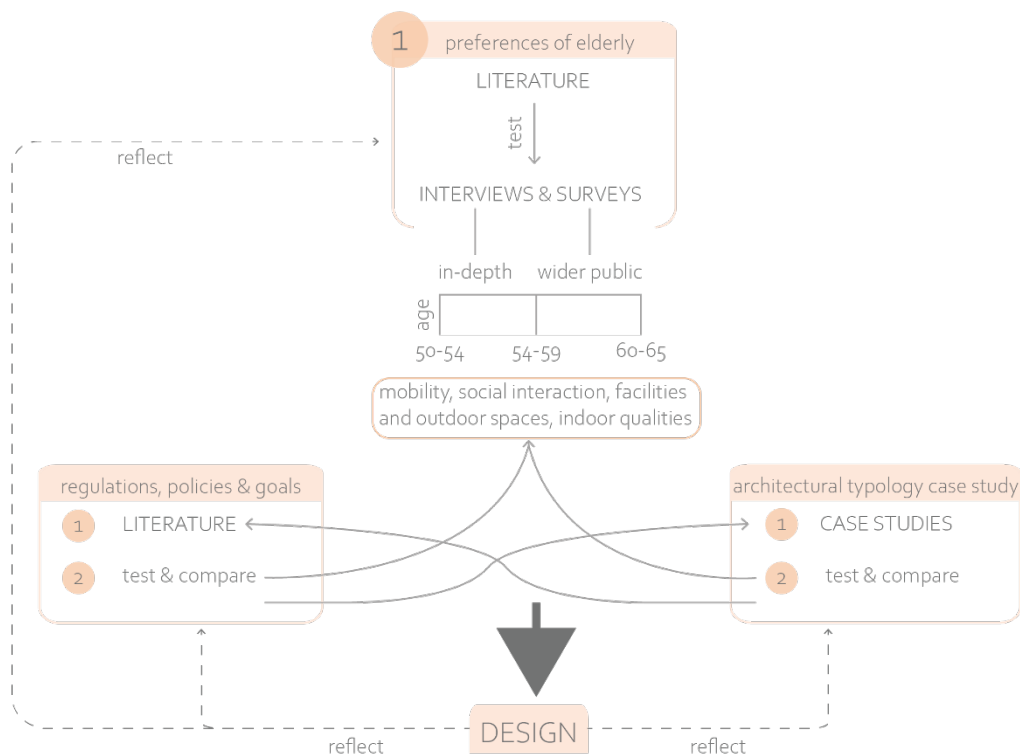 1
preferences of elderly
LITERATURE
test
reflect
INTERVIEWS & SURVEYS
in-depth wider public
age
50-54 54-59 60-65
mobility, social interaction, facilities
and outdoor spaces, indoor qualities
regulations, policies & goals
1 LITERATURE
2 test & compare
architectural typology case study
1 CASE STUDIES
2 test & compare
DESIGN
reflect
reflect